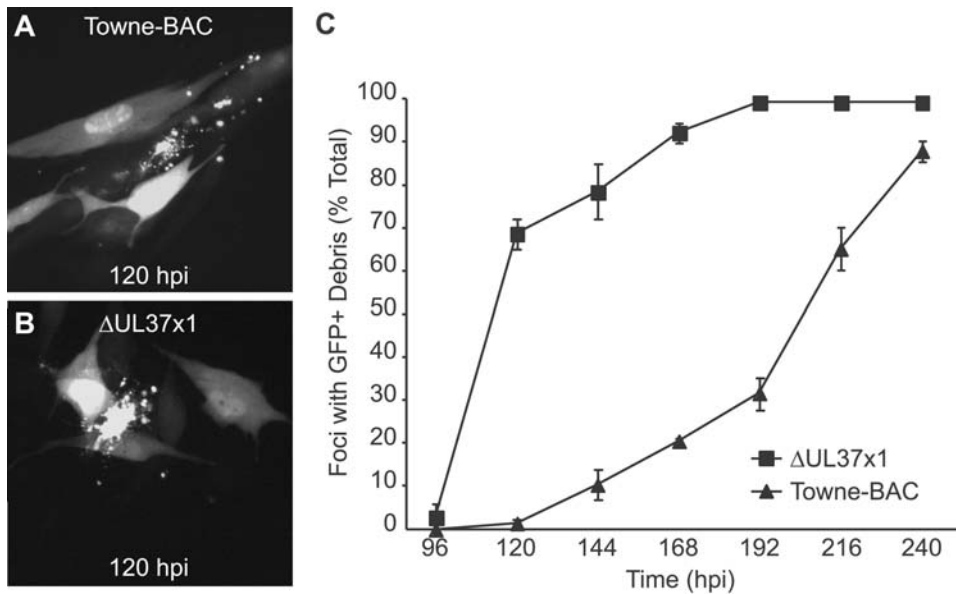 A
Towne-BAC
120 hpi
B
ΔUL37x1
120 hpi
C
Foci with GFP+ Debris (% Total)
100
90
80
70
60
50
40
30
20
10
0
96 120 144 168 192 216 240
Time (hpi)
ΔUL37x1
Towne-BAC